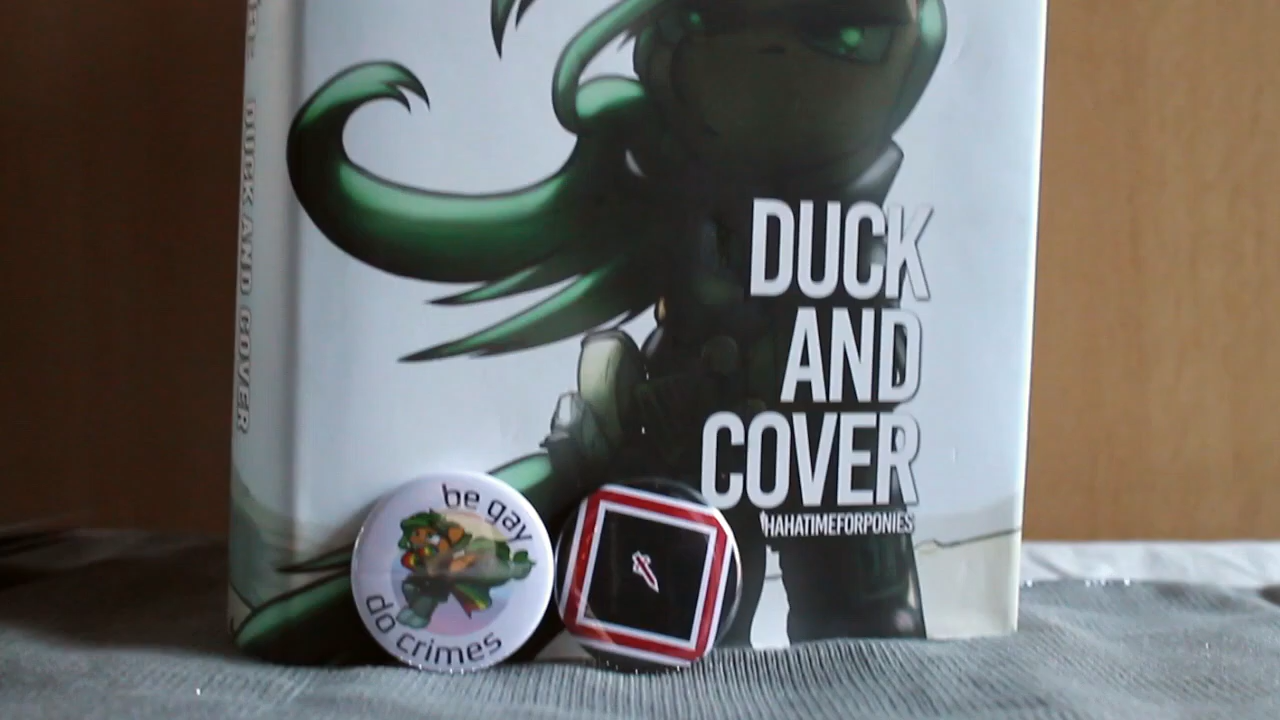 DUCK AND COVER
DUCK
AND
COVER
HAHATIMEFORPONIES
be gay
do crimes